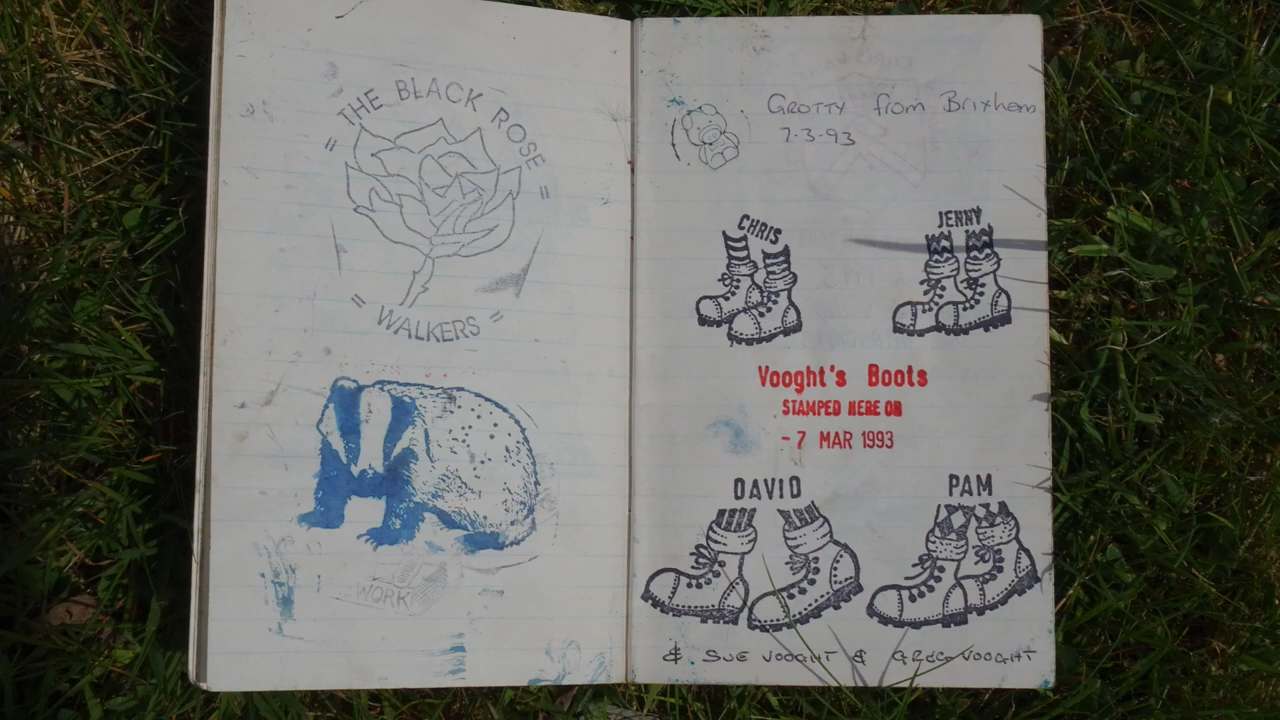 = THE BLACK ROSE =
= WALKERS =
WORK
GROTTY from Brixham
7-3-93
CHRIS
JENNY
Vooght's Boots
STAMPED HERE ON
-7 MAR 1993
DAVID
PAM
& SUE VOOGHT & GREG VOOGHT